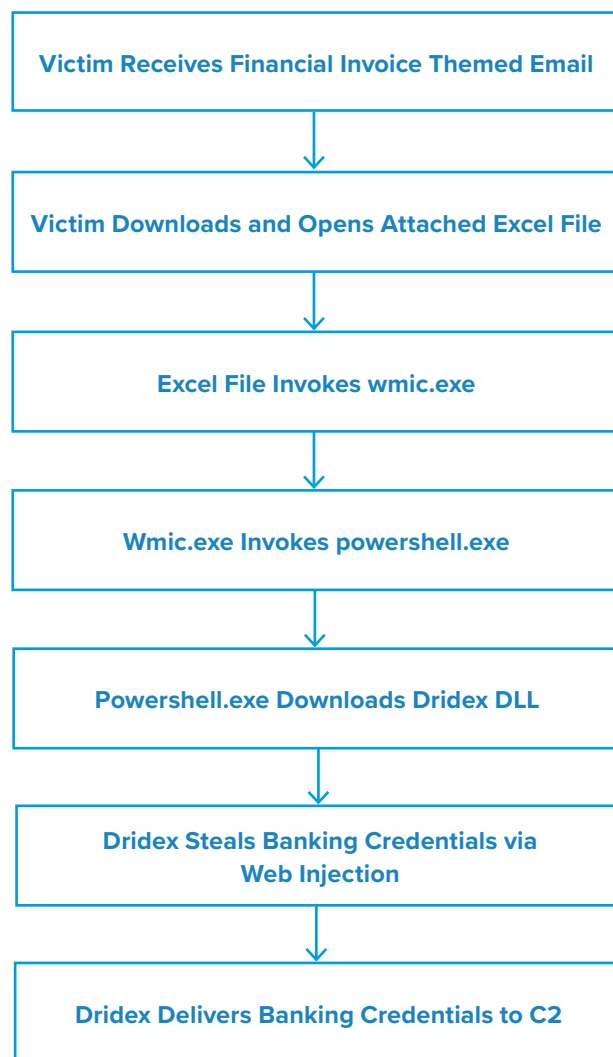 Victim Receives Financial Invoice Themed Email
Victim Downloads and Opens Attached Excel File
Excel File Invokes wmic.exe
Wmic.exe Invokes powershell.exe
Powershell.exe Downloads Dridex DLL
Dridex Steals Banking Credentials via
Web Injection
Dridex Delivers Banking Credentials to C2